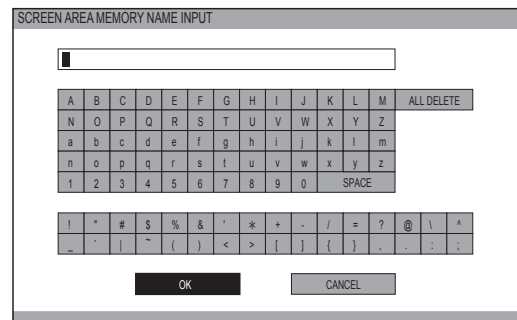 SCREEN AREA MEMORY NAME INPUT
A B C D E F G H I J K L M ALL DELETE
N O P Q R S T U V W X Y Z
a b c d e f g h i j k l m
n o p q r s t u v w x y z
1 2 3 4 5 6 7 8 9 0 SPACE
! " # $ % & ' * + - / = ? @ \ ^
_ ` | ~ ( ) < > [ ] { } , . : ;
OK CANCEL